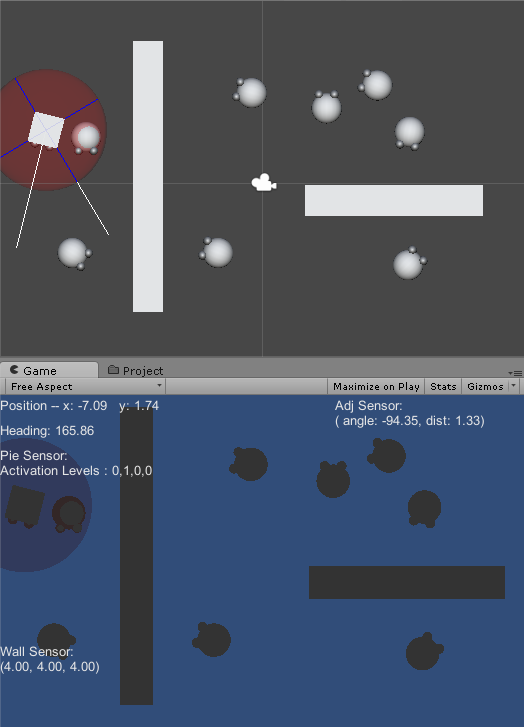 Game Project
Free Aspect Maximize on Play Stats Gizmos
Position -- x: -7.09 y: 1.74
Adj Sensor:
( angle: -94.35, dist: 1.33)
Heading: 165.86
Pie Sensor:
Activation Levels : 0,1,0,0
Wall Sensor:
(4.00, 4.00, 4.00)